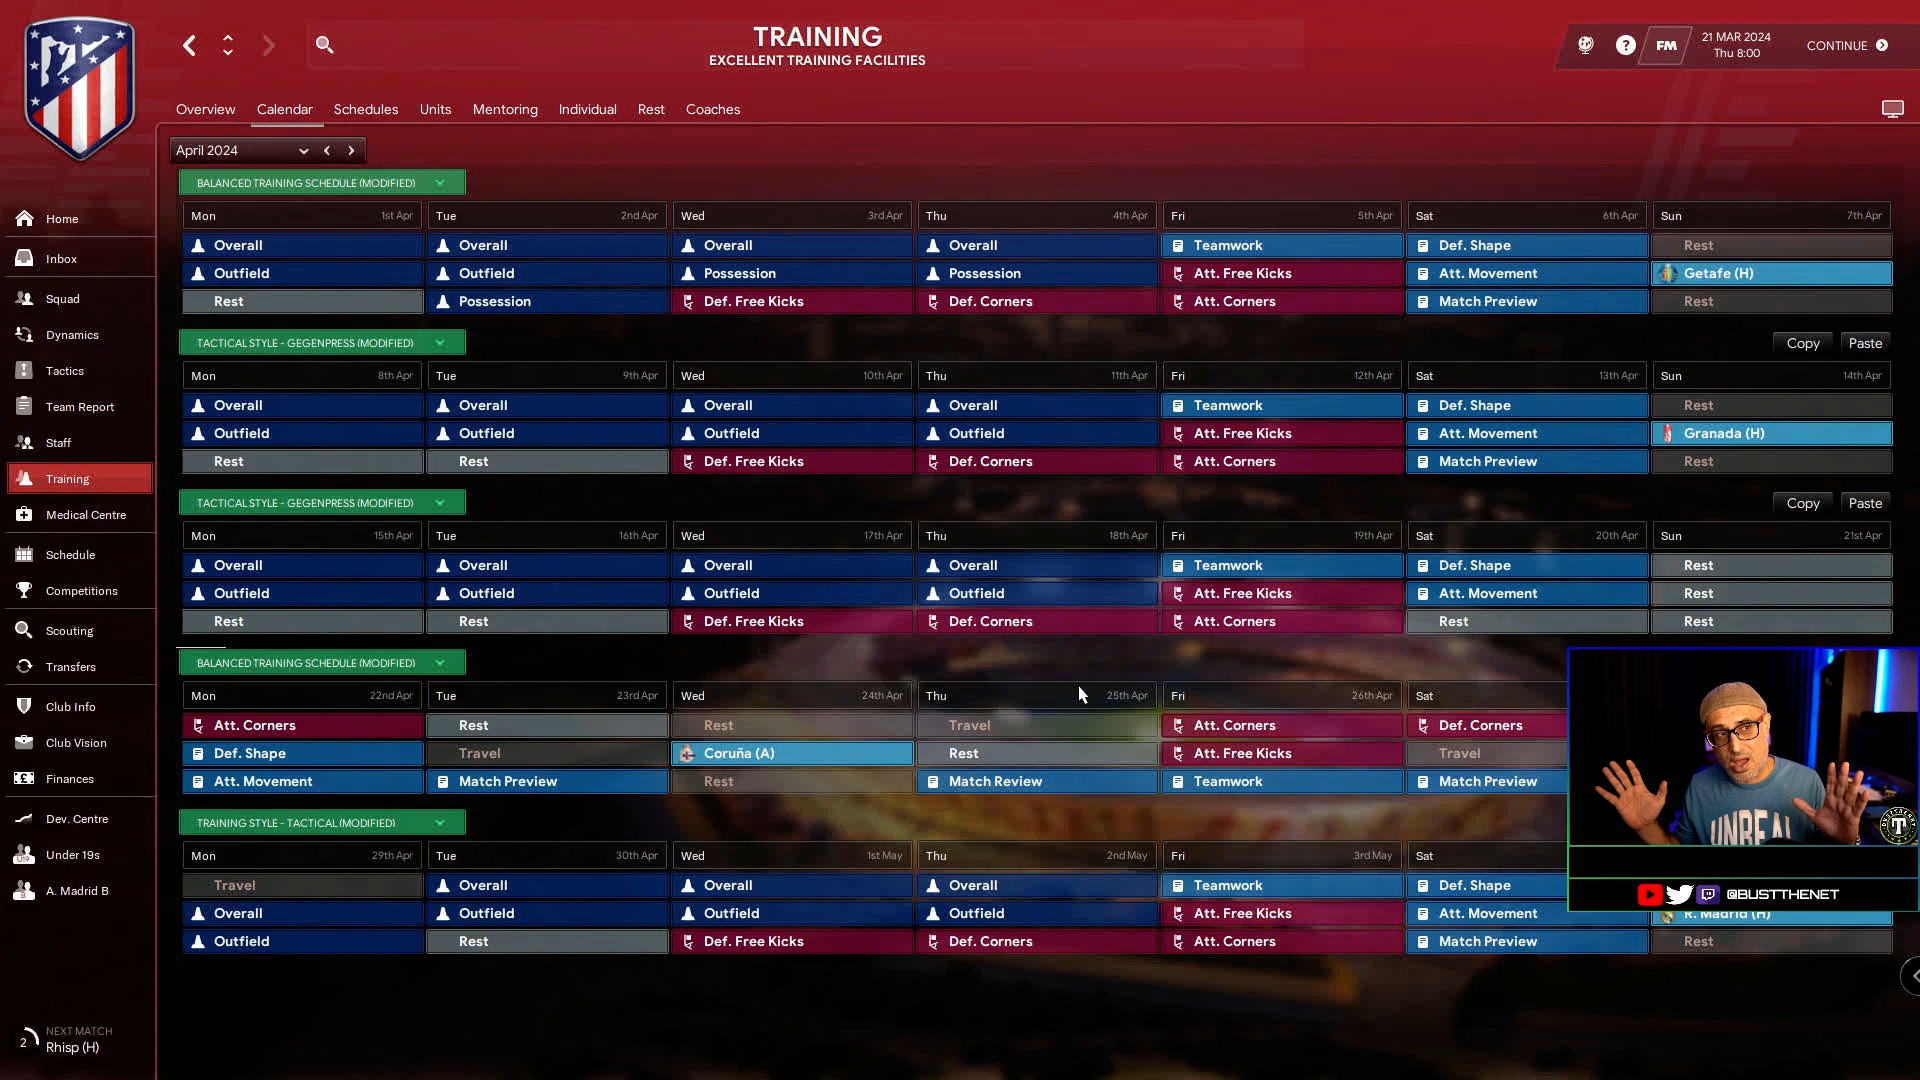 TRAINING
EXCELLENT TRAINING FACILITIES
FM
21 MAR 2024
Thu 8:00
CONTINUE
Overview Calendar Schedules Units Mentoring Individual Rest Coaches
April 2024
Home
Inbox
Squad
Dynamics
Tactics
Team Report
Staff
Training
Medical Centre
Schedule
Competitions
Scouting
Transfers
Club Info
Club Vision
Finances
Dev. Centre
Under 19s
A. Madrid B
2
NEXT MATCH
Rhisp (H)
BALANCED TRAINING SCHEDULE (MODIFIED)
Mon 1st Apr Tue 2nd Apr Wed 3rd Apr Thu 4th Apr Fri 5th Apr Sat 6th Apr Sun 7th Apr
Overall Overall Overall Overall Teamwork Def. Shape Rest
Outfield Outfield Possession Possession Att. Free Kicks Att. Movement Getafe (H)
Rest Possession Def. Free Kicks Def. Corners Att. Corners Match Preview Rest
TACTICAL STYLE - GEGENPRESS (MODIFIED) Copy Paste
Mon 8th Apr Tue 9th Apr Wed 10th Apr Thu 11th Apr Fri 12th Apr Sat 13th Apr Sun 14th Apr
Overall Overall Overall Overall Teamwork Def. Shape Rest
Outfield Outfield Outfield Outfield Att. Free Kicks Att. Movement Granada (H)
Rest Rest Def. Free Kicks Def. Corners Att. Corners Match Preview Rest
TACTICAL STYLE - GEGENPRESS (MODIFIED) Copy Paste
Mon 15th Apr Tue 16th Apr Wed 17th Apr Thu 18th Apr Fri 19th Apr Sat 20th Apr Sun 21st Apr
Overall Overall Overall Overall Teamwork Def. Shape Rest
Outfield Outfield Outfield Outfield Att. Free Kicks Att. Movement Rest
Rest Rest Def. Free Kicks Def. Corners Att. Corners Rest Rest
BALANCED TRAINING SCHEDULE (MODIFIED)
Mon 22nd Apr Tue 23rd Apr Wed 24th Apr Thu 25th Apr Fri 26th Apr Sat
Att. Corners Rest Rest Travel Att. Corners Def. Corners
Def. Shape Travel Coruña (A) Rest Att. Free Kicks Travel
Att. Movement Match Preview Rest Match Review Teamwork Match Preview
TRAINING STYLE - TACTICAL (MODIFIED)
Mon 29th Apr Tue 30th Apr Wed 1st May Thu 2nd May Fri 3rd May Sat
Travel Overall Overall Overall Teamwork Def. Shape
Overall Outfield Outfield Outfield Att. Free Kicks Att. Movement R. Madrid (H)
Outfield Rest Def. Free Kicks Def. Corners Att. Corners Match Preview Rest
UNREAL
@BUSTTHENET